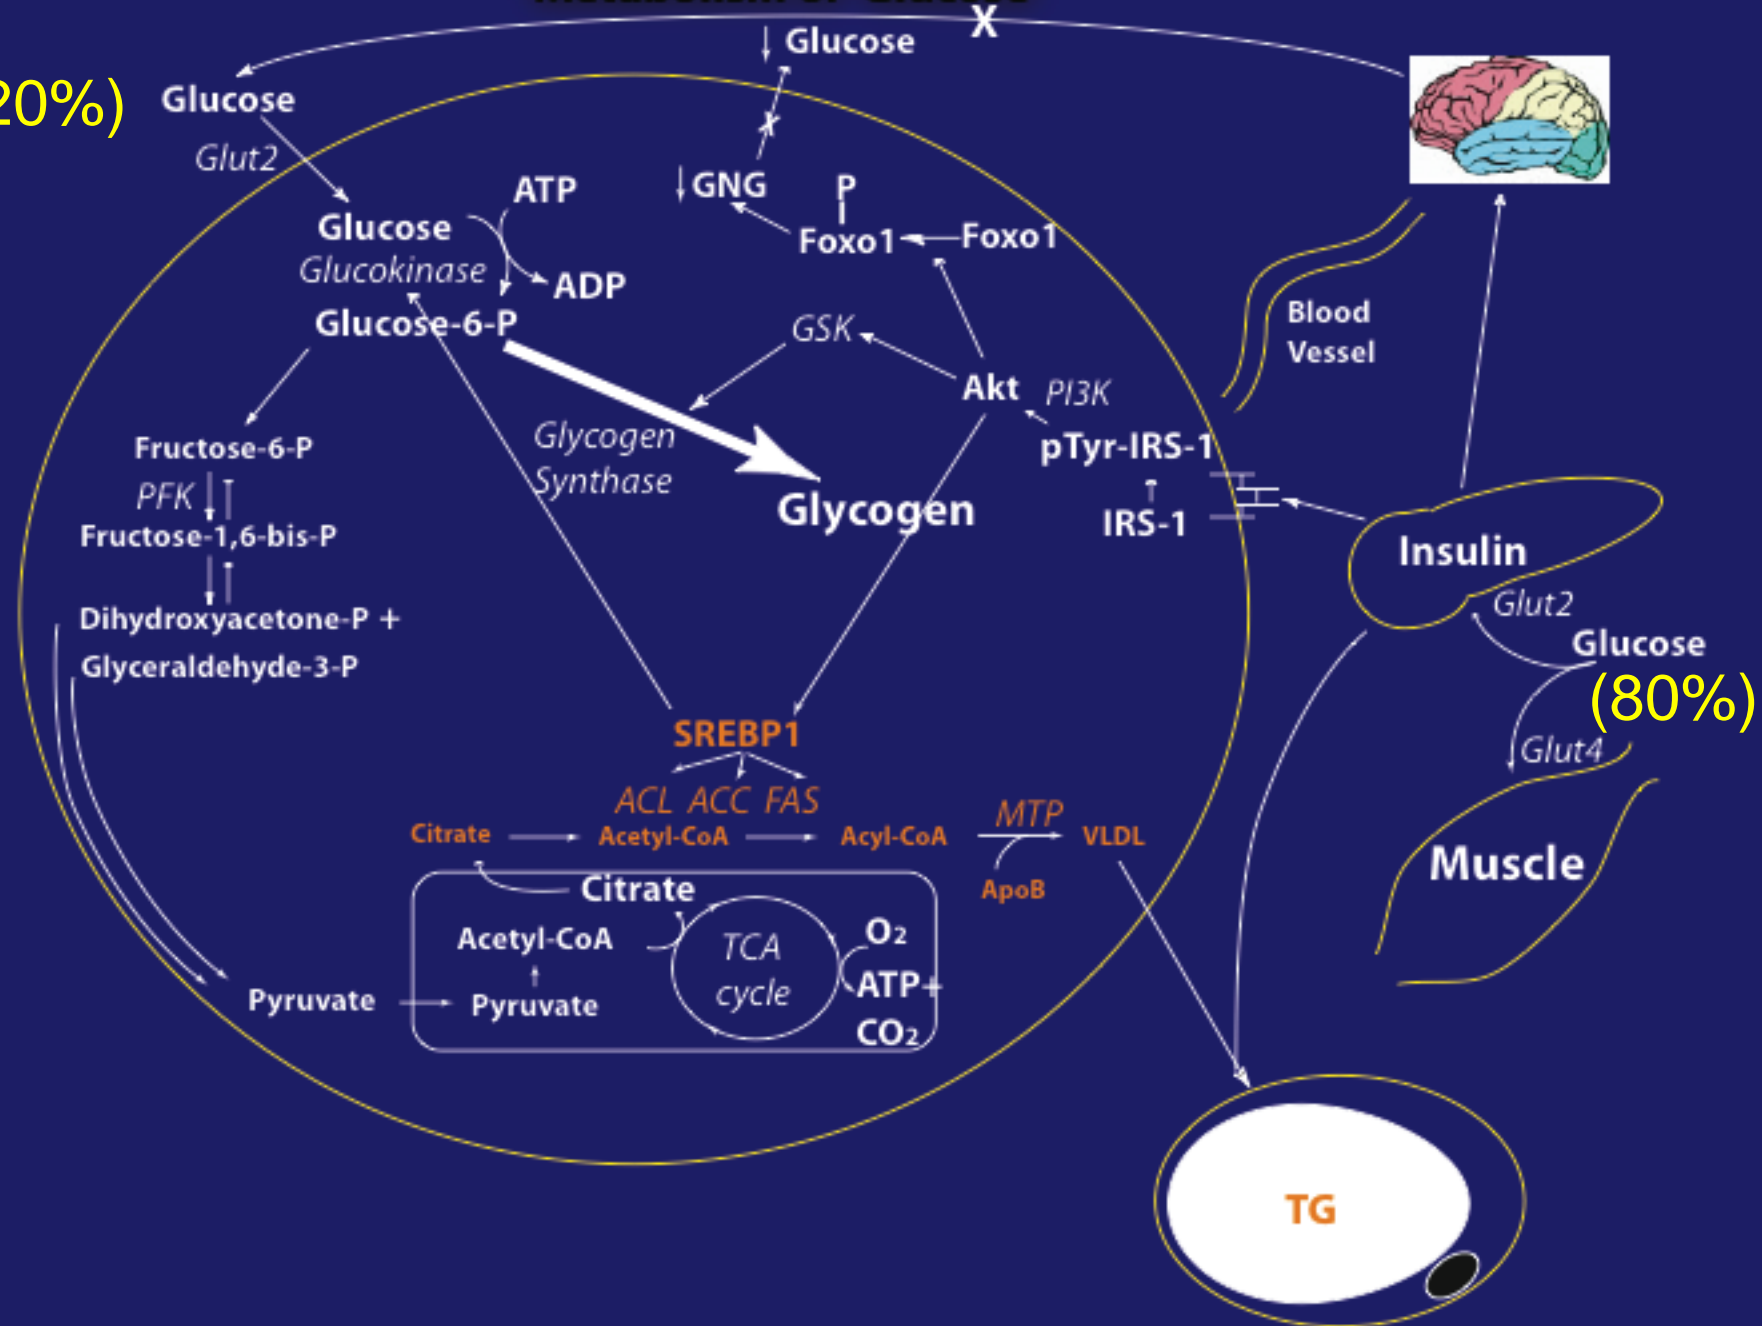 Metabolism of Glucose
↓ Glucose
X
20%)
Glucose
Glut2
ATP
↓GNG
P
Glucose
Foxo1
Foxo1
Glucokinase
ADP
Glucose-6-P
GSK
Blood
Vessel
Akt
PI3K
Fructose-6-P
Glycogen
Synthase
pTyr-IRS-1
PFK
Glycogen
IRS-1
Fructose-1,6-bis-P
Insulin
Glut2
Dihydroxyacetone-P +
Glyceraldehyde-3-P
Glucose
(80%)
SREBP1
Glut4
ACL ACC FAS
MTP
Citrate
Acetyl-CoA
Acyl-CoA
VLDL
Muscle
Citrate
ApoB
Acetyl-CoA
TCA
cycle
O2
ATP+
CO2
Pyruvate
Pyruvate
TG